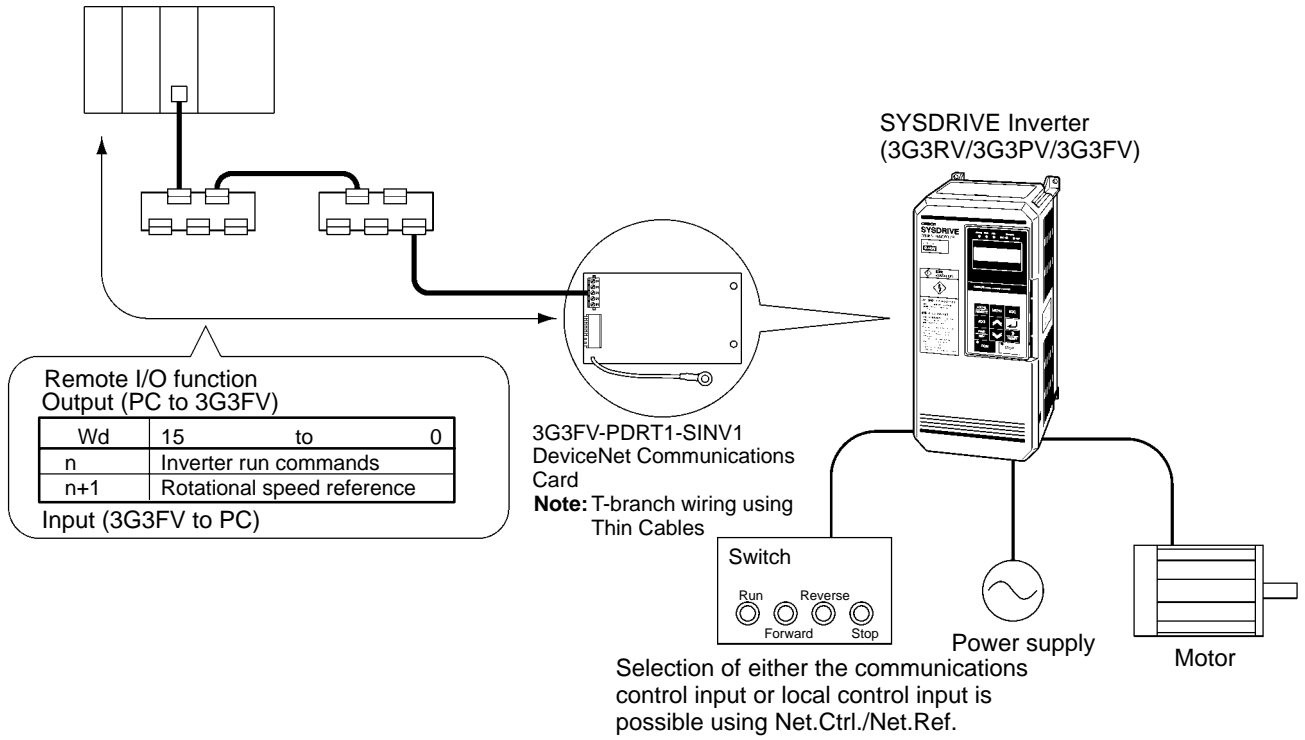 SYSDRIVE Inverter
(3G3RV/3G3PV/3G3FV)
SYSDRIVE
Remote I/O function
Output (PC to 3G3FV)
Wd 15 to 0
n Inverter run commands
n+1 Rotational speed reference
Input (3G3FV to PC)
3G3FV-PDRT1-SINV1
DeviceNet Communications
Card
Note: T-branch wiring using
Thin Cables
Switch
Run Reverse
Forward Stop
Power supply
Motor
Selection of either the communications
control input or local control input is
possible using Net.Ctrl./Net.Ref.